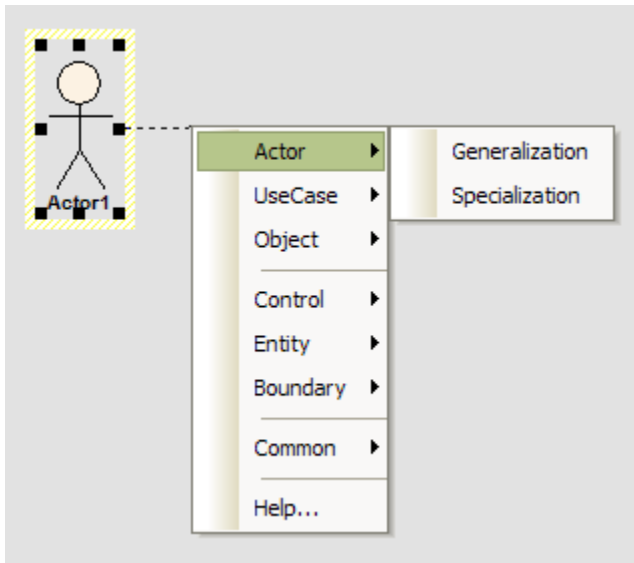 Actor1
Actor
UseCase
Object
Control
Entity
Boundary
Common
Help...
Generalization
Specialization